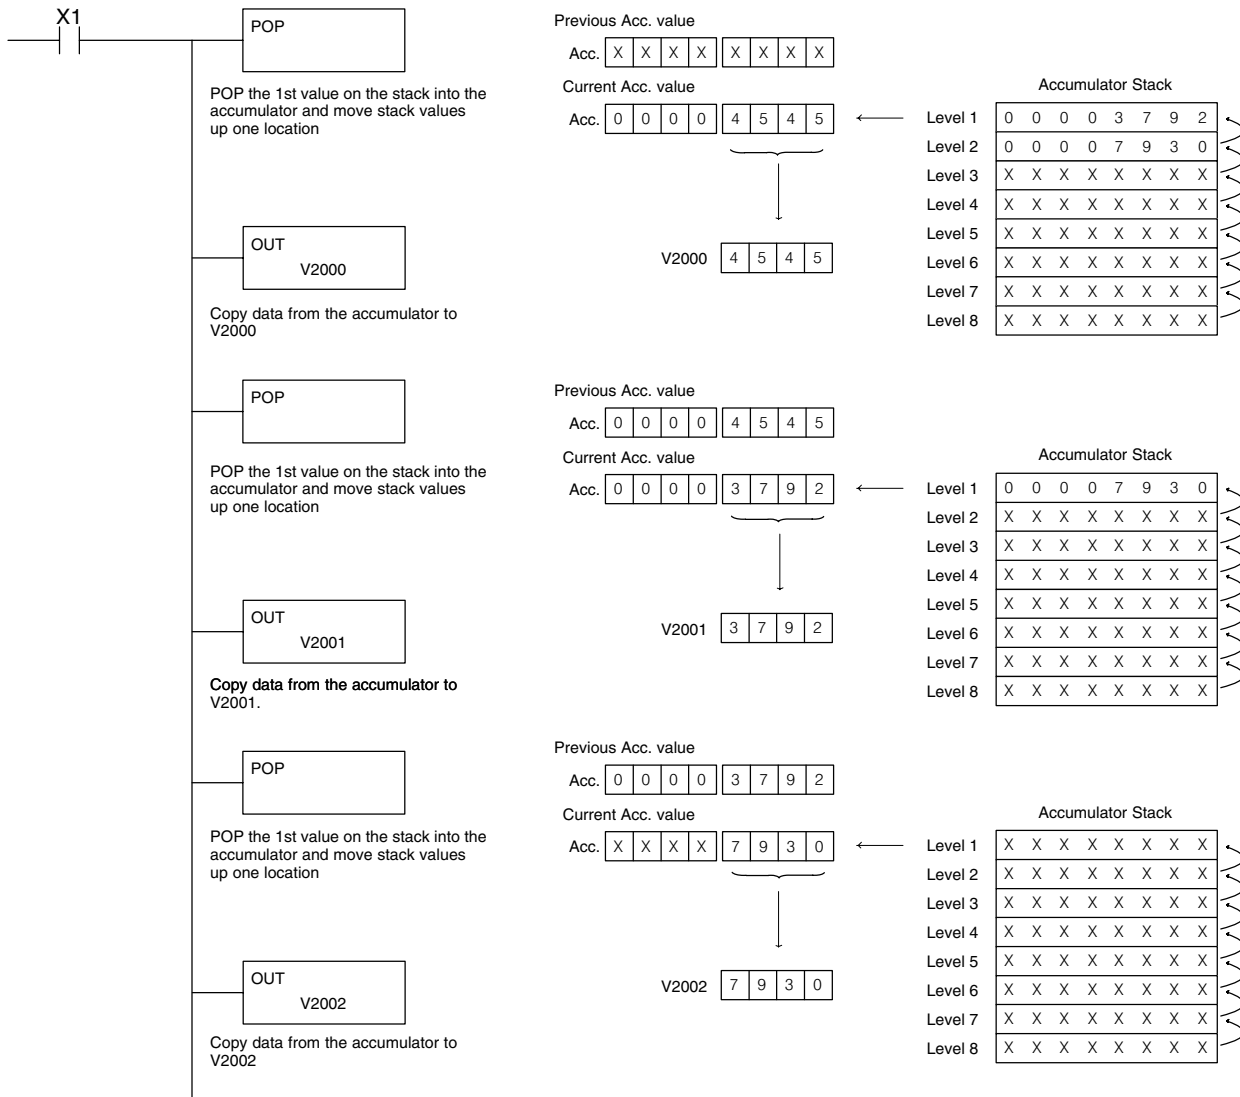 X1
POP
POP the 1st value on the stack into the
accumulator and move stack values
up one location
Previous Acc. value
Acc. X X X X X X X X
Current Acc. value
Acc. 0 0 0 0 4 5 4 5
V2000 4 5 4 5
Accumulator Stack
Level 1 0 0 0 0 3 7 9 2
Level 2 0 0 0 0 7 9 3 0
Level 3 X X X X X X X X
Level 4 X X X X X X X X
Level 5 X X X X X X X X
Level 6 X X X X X X X X
Level 7 X X X X X X X X
Level 8 X X X X X X X X
OUT
V2000
Copy data from the accumulator to
V2000
POP
POP the 1st value on the stack into the
accumulator and move stack values
up one location
Previous Acc. value
Acc. 0 0 0 0 4 5 4 5
Current Acc. value
Acc. 0 0 0 0 3 7 9 2
V2001 3 7 9 2
Accumulator Stack
Level 1 0 0 0 0 7 9 3 0
Level 2 X X X X X X X X
Level 3 X X X X X X X X
Level 4 X X X X X X X X
Level 5 X X X X X X X X
Level 6 X X X X X X X X
Level 7 X X X X X X X X
Level 8 X X X X X X X X
OUT
V2001
Copy data from the accumulator to
V2001.
POP
POP the 1st value on the stack into the
accumulator and move stack values
up one location
Previous Acc. value
Acc. 0 0 0 0 3 7 9 2
Current Acc. value
Acc. X X X X 7 9 3 0
V2002 7 9 3 0
Accumulator Stack
Level 1 X X X X X X X X
Level 2 X X X X X X X X
Level 3 X X X X X X X X
Level 4 X X X X X X X X
Level 5 X X X X X X X X
Level 6 X X X X X X X X
Level 7 X X X X X X X X
Level 8 X X X X X X X X
OUT
V2002
Copy data from the accumulator to
V2002